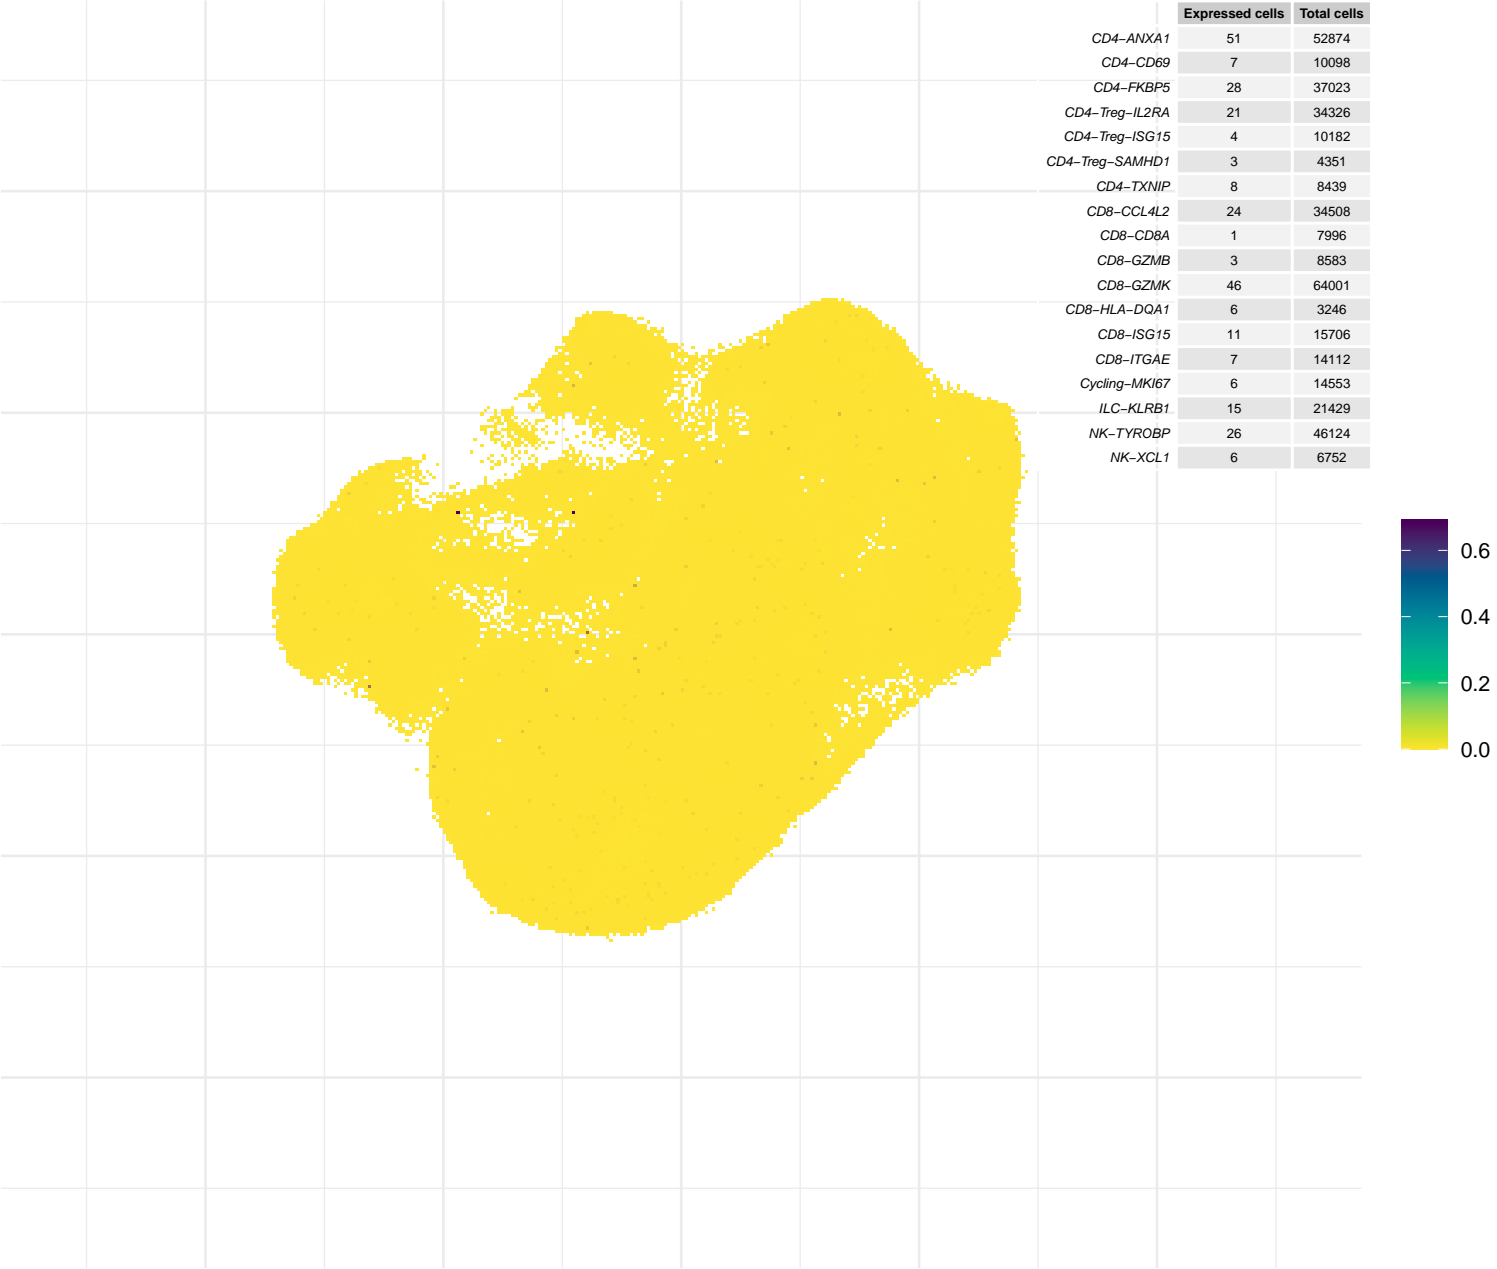 Expressed cells Total cells
CD4−ANXA1 51 52874
CD4−CD69 7 10098
CD4−FKBP5 28 37023
CD4−Treg−IL2RA 21 34326
CD4−Treg−ISG15 4 10182
CD4−Treg−SAMHD1 3 4351
CD4−TXNIP 8 8439
CD8−CCL4L2 24 34508
CD8−CD8A 1 7996
CD8−GZMB 3 8583
CD8−GZMK 46 64001
CD8−HLA−DQA1 6 3246
CD8−ISG15 11 15706
CD8−ITGAE 7 14112
Cycling−MKI67 6 14553
ILC−KLRB1 15 21429
NK−TYROBP 26 46124
NK−XCL1 6 6752
0.6
0.4
0.2
0.0